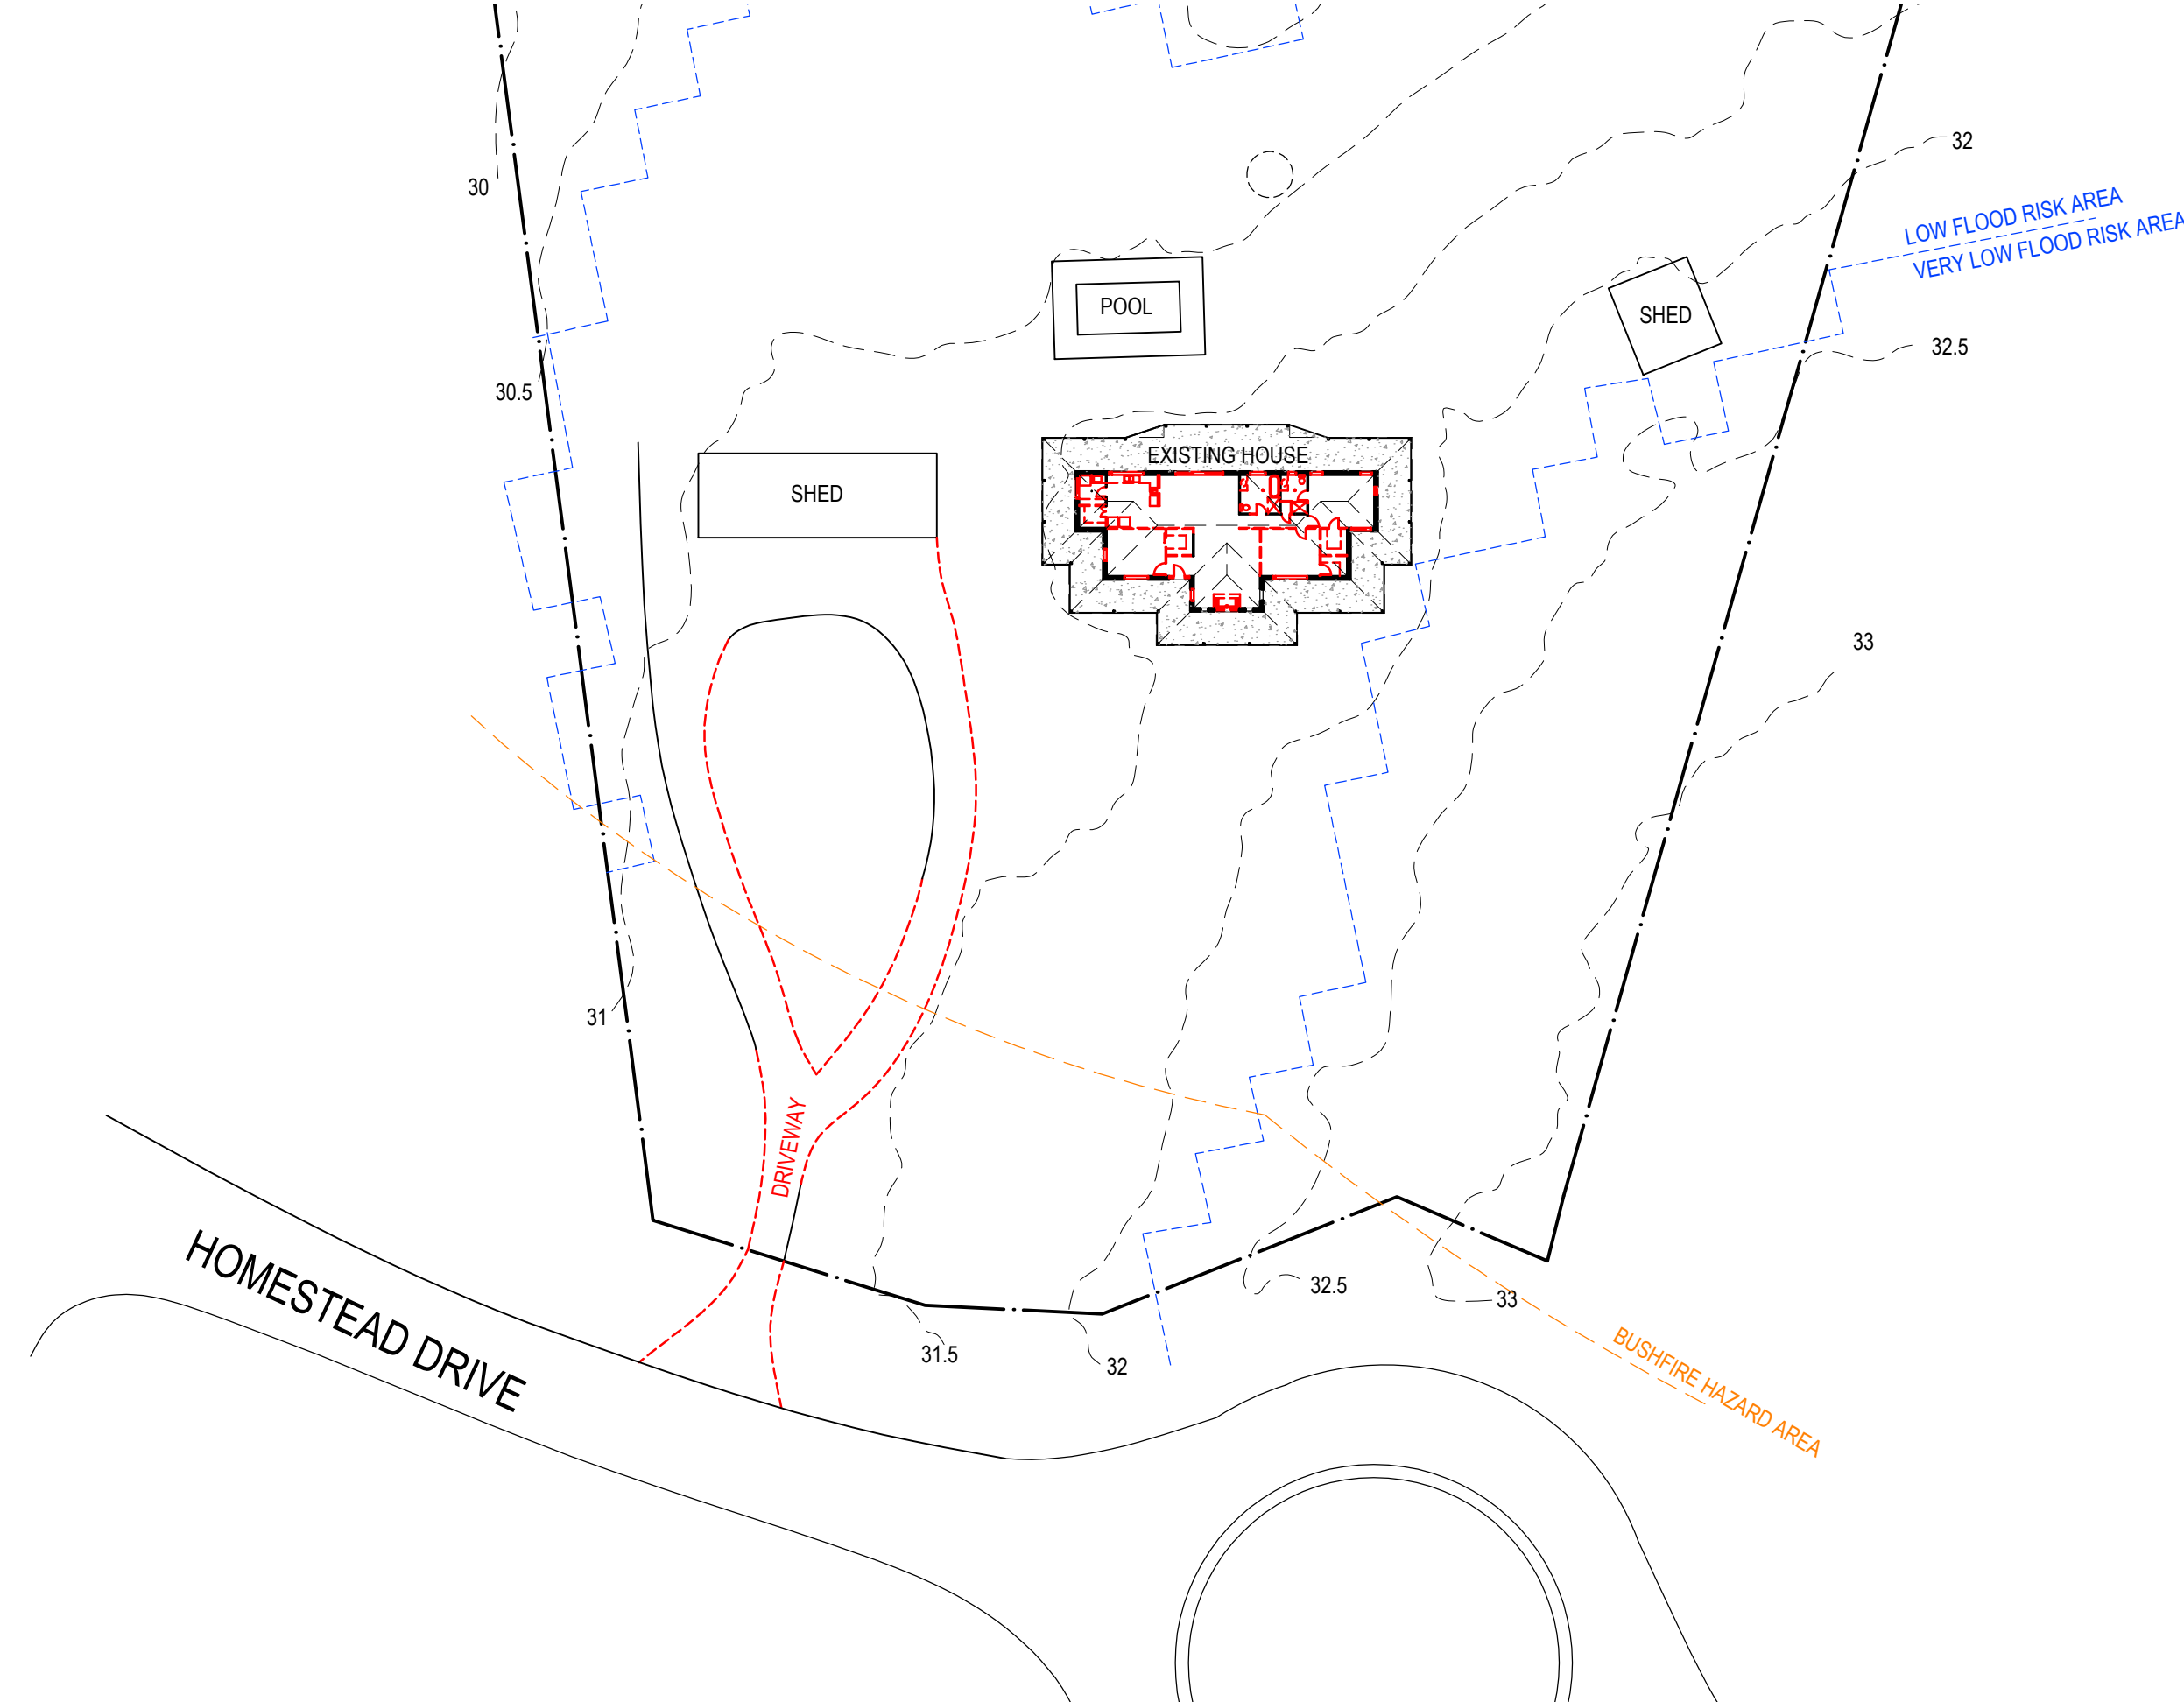 32
LOW FLOOD RISK AREA
VERY LOW FLOOD RISK AREA
30
POOL
SHED
32.5
30.5
EXISTING HOUSE
SHED
33
31
DRIVEWAY
HOMESTEAD DRIVE
32.5
33
31.5
32
BUSHFIRE HAZARD AREA